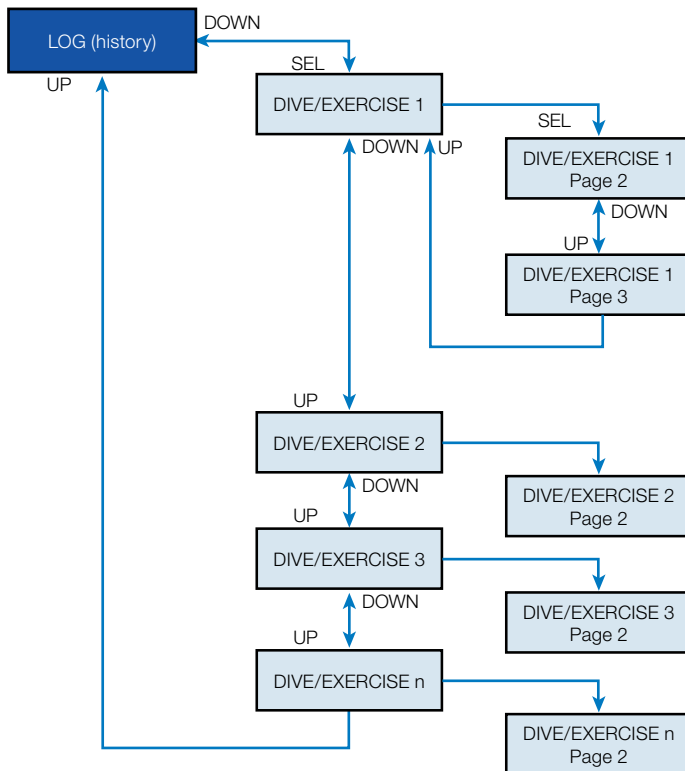 DOWN
LOG (history)
UP
SEL
DIVE/EXERCISE 1
DOWN
UP
SEL
DIVE/EXERCISE 1
Page 2
DOWN
UP
DIVE/EXERCISE 1
Page 3
UP
DIVE/EXERCISE 2
DOWN
DIVE/EXERCISE 2
Page 2
UP
DIVE/EXERCISE 3
DOWN
DIVE/EXERCISE 3
Page 2
UP
DIVE/EXERCISE n
DIVE/EXERCISE n
Page 2